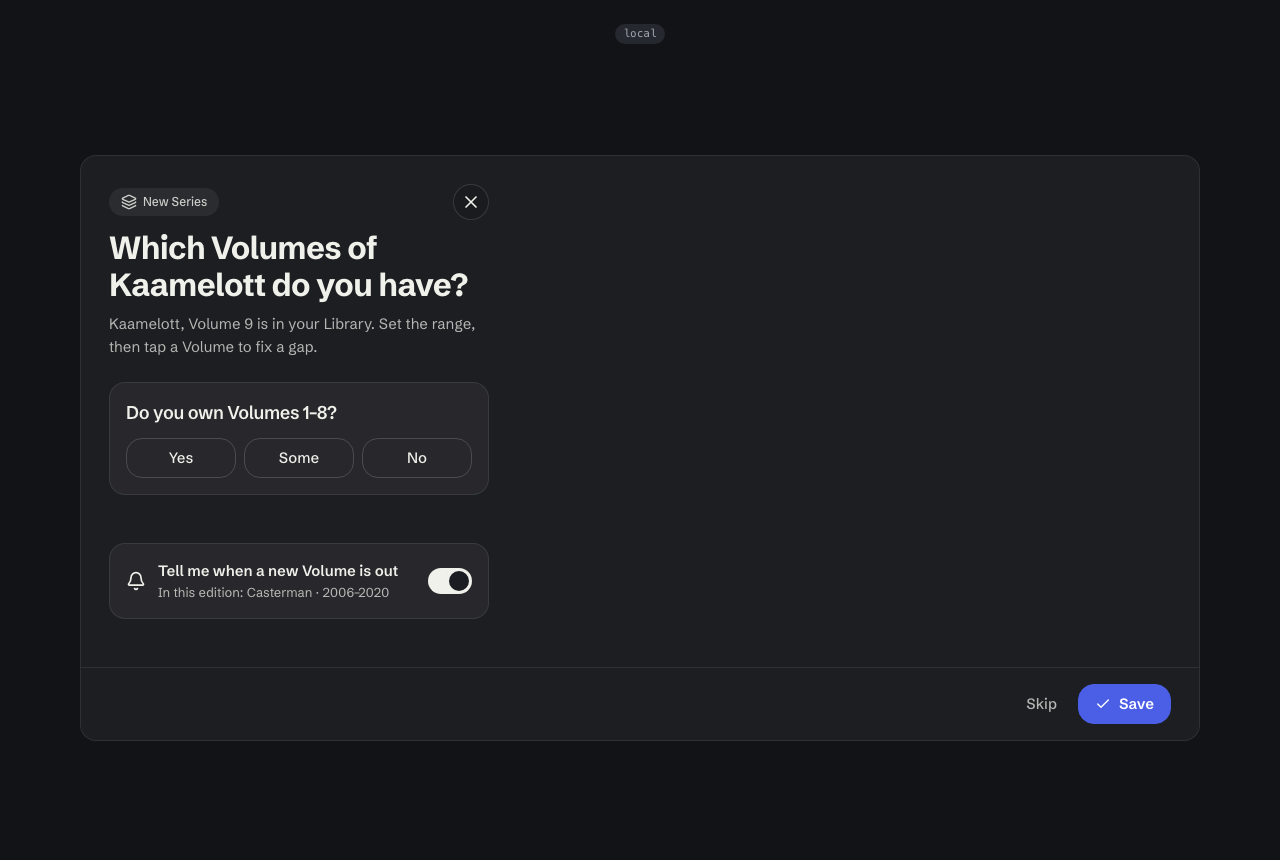 local
New Series
Which Volumes of
Kaamelott do you have?
Kaamelott, Volume 9 is in your Library. Set the range,
then tap a Volume to fix a gap.
Do you own Volumes 1–8?
Yes
Some
No
Tell me when a new Volume is out
In this edition: Casterman · 2006–2020
Skip
Save